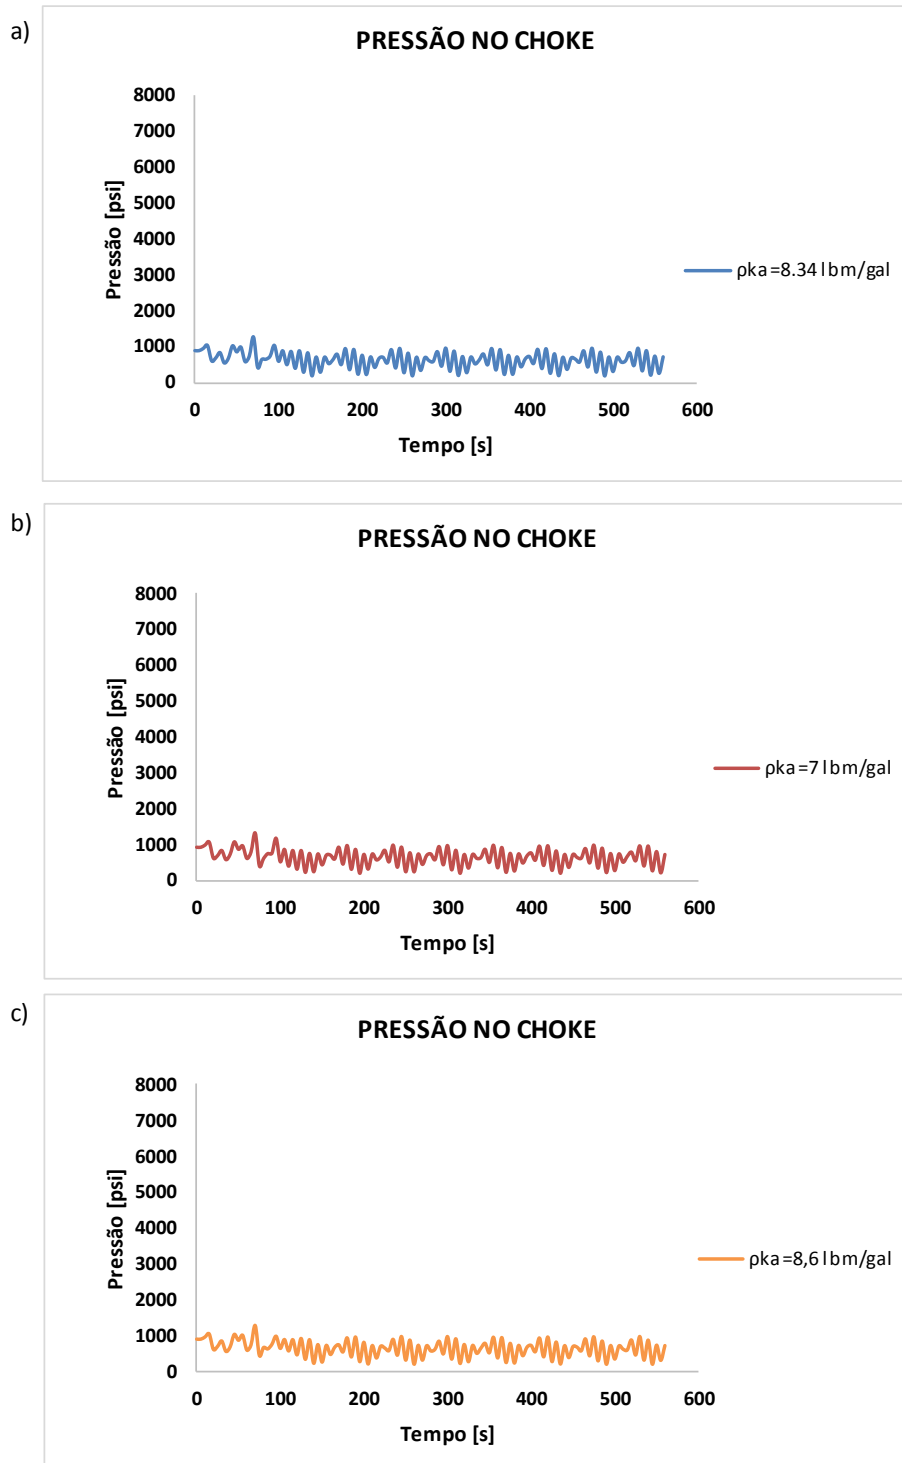 a)
PRESSÃO NO CHOKE
8000
7000
6000
5000
4000
3000
2000
1000
0
Pressão [psi]
0 100 200 300 400 500 600
Tempo [s]
ρka=8.34 lbm/gal
b)
PRESSÃO NO CHOKE
8000
7000
6000
5000
4000
3000
2000
1000
0
Pressão [psi]
0 100 200 300 400 500 600
Tempo [s]
ρka=7 lbm/gal
c)
PRESSÃO NO CHOKE
8000
7000
6000
5000
4000
3000
2000
1000
0
Pressão [psi]
0 100 200 300 400 500 600
Tempo [s]
ρka=8,6 lbm/gal